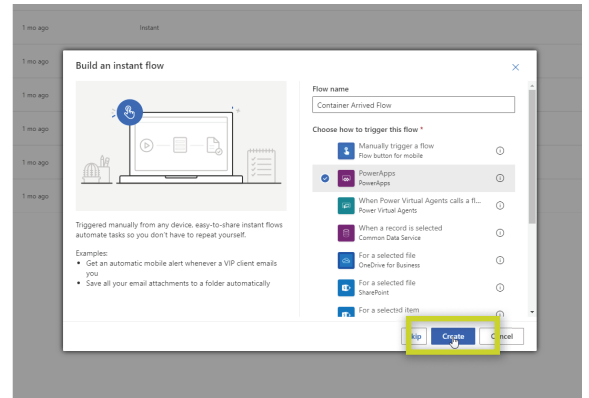 1 mo ago Instant
1 mo ago
1 mo ago
1 mo ago
1 mo ago
1 mo ago
Build an instant flow
Triggered manually from any device, easy-to-share instant flows
automate tasks so you don't have to repeat yourself.
Examples:
• Get an automatic mobile alert whenever a VIP client emails
you
• Save all your email attachments to a folder automatically
Flow name
Container Arrived Flow
Choose how to trigger this flow *
Manually trigger a flow
Flow button for mobile
PowerApps
PowerApps
When Power Virtual Agents calls a fl...
Power Virtual Agents
When a record is selected
Common Data Service
For a selected file
OneDrive for Business
For a selected file
SharePoint
For a selected item
Create